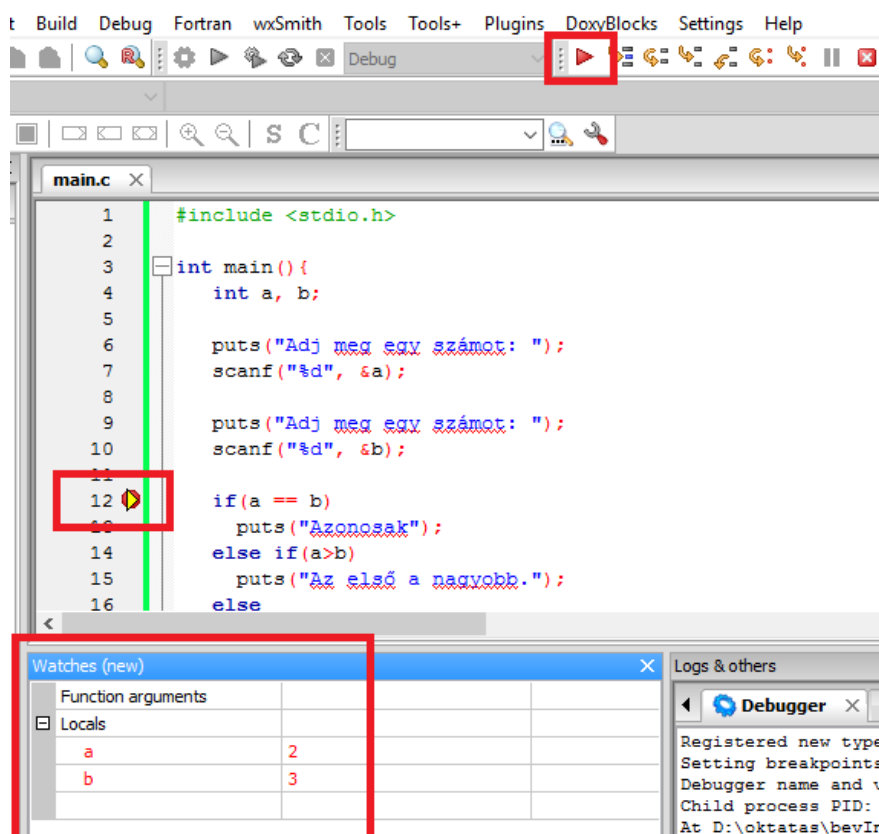 t Build Debug Fortran wxSmith Tools Tools+ Plugins DoxyBlocks Settings Help
Debug
S C
main.c
1 #include <stdio.h>
2
3 int main(){
4 int a, b;
5
6 puts("Adj meg egy számot: ");
7 scanf("%d", &a);
8
9 puts("Adj meg egy számot: ");
10 scanf("%d", &b);
11
12 if(a == b)
13 puts("Azonosak");
14 else if(a>b)
15 puts("Az első a nagyobb.");
16 else
Watches (new)
Function arguments
Locals
a 2
b 3
Logs & others
Debugger
Registered new type
Setting breakpoints
Debugger name and v
Child process PID:
At D:\oktatas\bevIn